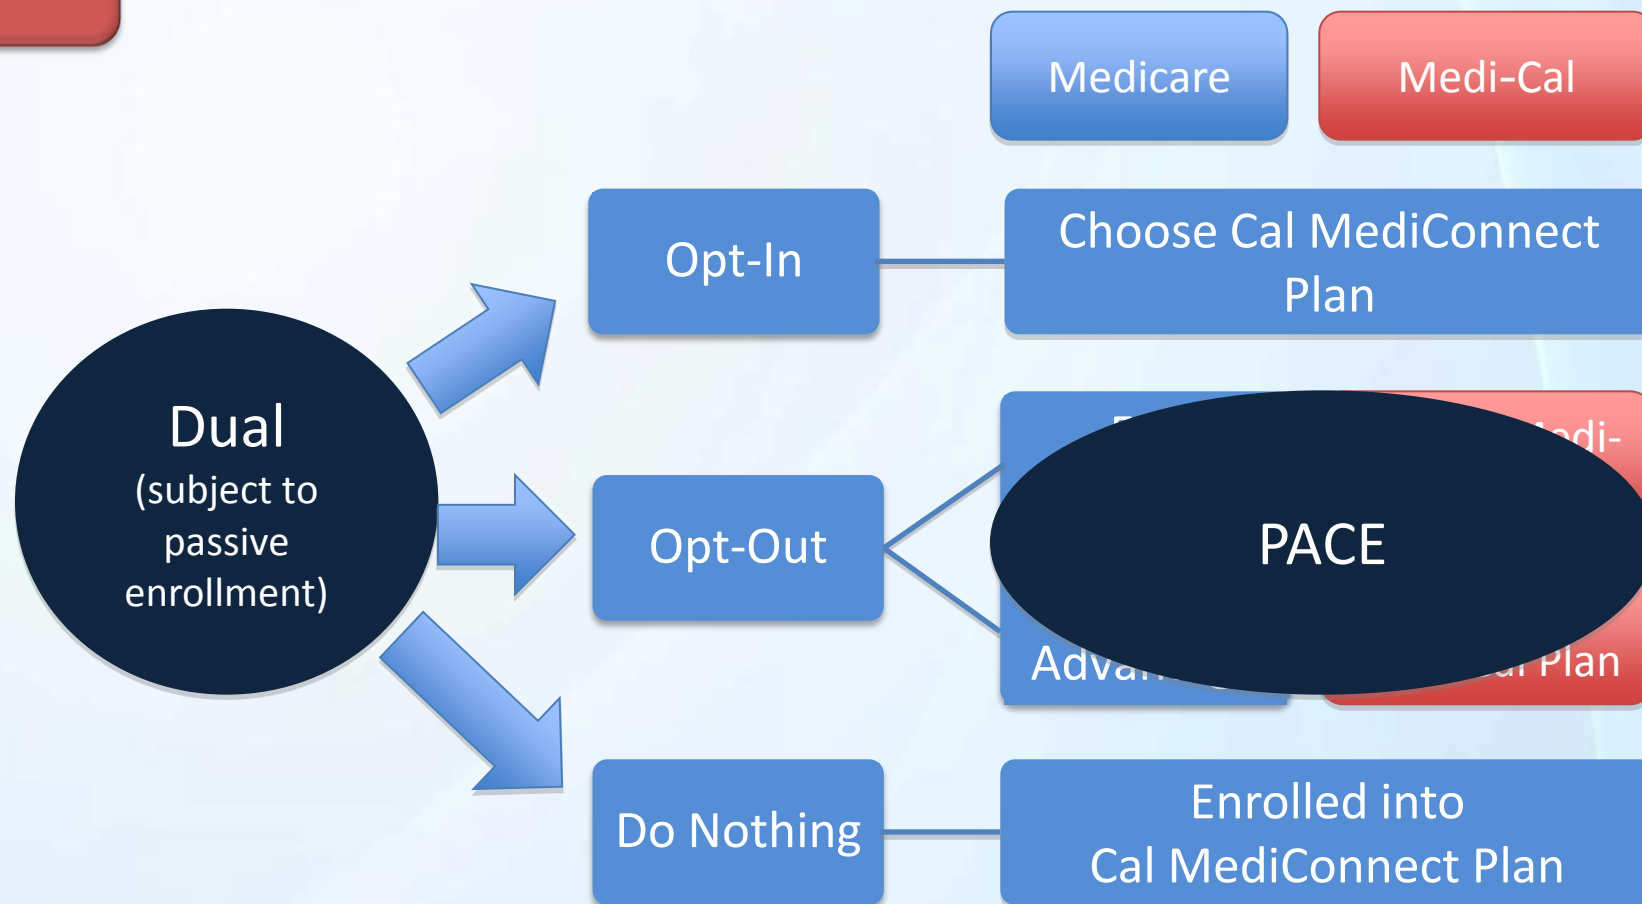 Medicare
Medi-Cal
Opt-In
Choose Cal MediConnect
Plan
Dual
(subject to
passive
enrollment)
Opt-Out
PACE
Plan
Do Nothing
Enrolled into
Cal MediConnect Plan